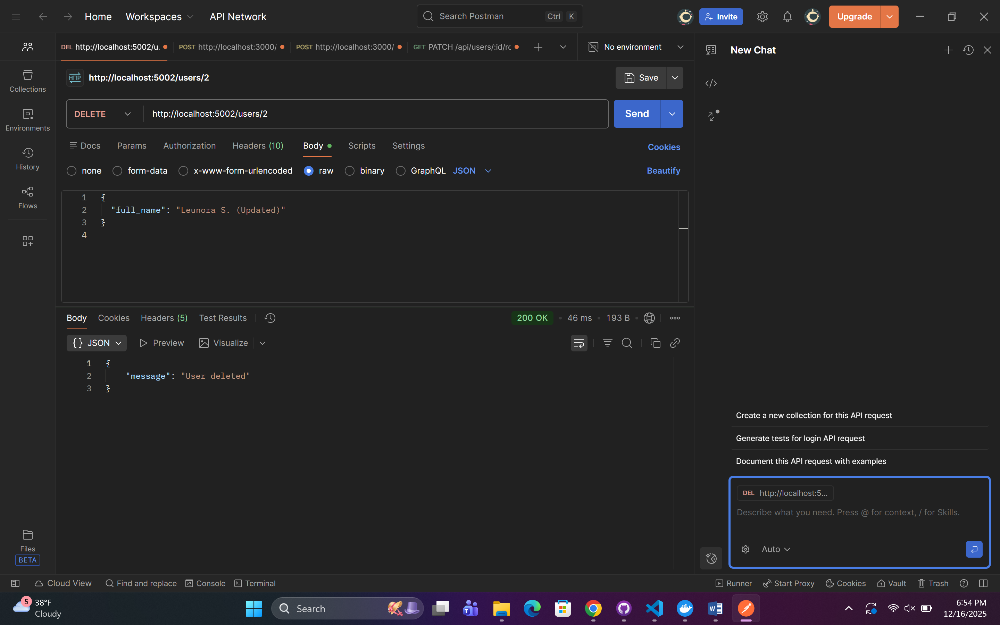 Home Workspaces API Network Search Postman Ctrl K Invite Upgrade
DEL http://localhost:5002/us POST http://localhost:3000/ POST http://localhost:3000/ GET PATCH /api/users/:id/rc No environment
New Chat
HTTP http://localhost:5002/users/2 Save
Collections
DELETE http://localhost:5002/users/2 Send
Environments
Docs Params Authorization Headers (10) Body Scripts Settings Cookies
History
none form-data x-www-form-urlencoded raw binary GraphQL JSON Beautify
Flows
1 {
2 "full_name": "Leunora S. (Updated)"
3 }
4
Body Cookies Headers (5) Test Results 200 OK 46 ms 193 B
{} JSON Preview Visualize
1 {
2 "message": "User deleted"
3 }
Create a new collection for this API request
Generate tests for login API request
Document this API request with examples
DEL http://localhost:5...
Describe what you need. Press @ for context, / for Skills.
Auto
Files
BETA
Cloud View Find and replace Console Terminal Runner Start Proxy Cookies Vault Trash
5 38°F
Cloudy
Search
6:54 PM
12/16/2025